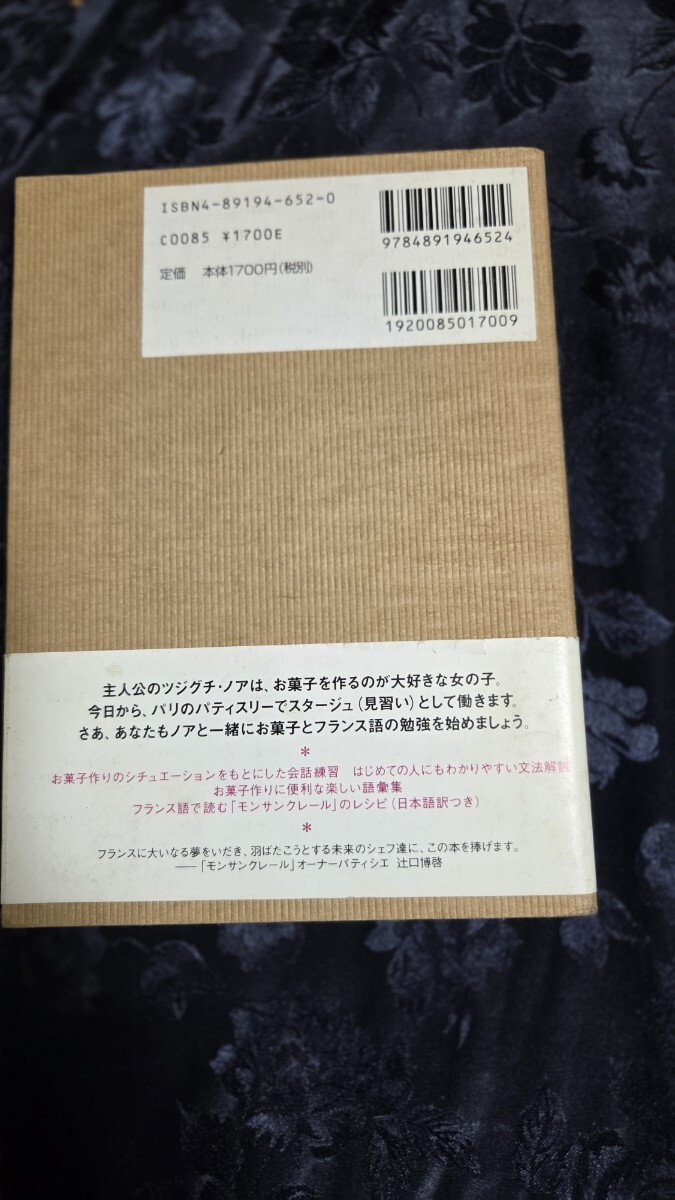 ISBN4-89194-652-0
C0085 ¥1700E
定価 本体1700円(税別)
9784891946524
1920085017009
主人公のツジグチ・ノアは、お菓子を作るのが大好きな女の子。
今日から、パリのパティスリーでスタージュ(見習い)として働きます。
さあ、あなたもノアと一緒にお菓子とフランス語の勉強を始めましょう。
*
お菓子作りのシチュエーションをもとにした会話練習 はじめての人にもわかりやすい文法解説
お菓子作りに便利な楽しい語彙集
フランス語で読む「モンサンクレール」のレシピ(日本語訳つき)
*
フランスに大いなる夢をいだき、羽ばたこうとする未来のシェフ達に、この本を捧げます。
——「モンサンクレール」オーナーパティシエ 辻口博啓